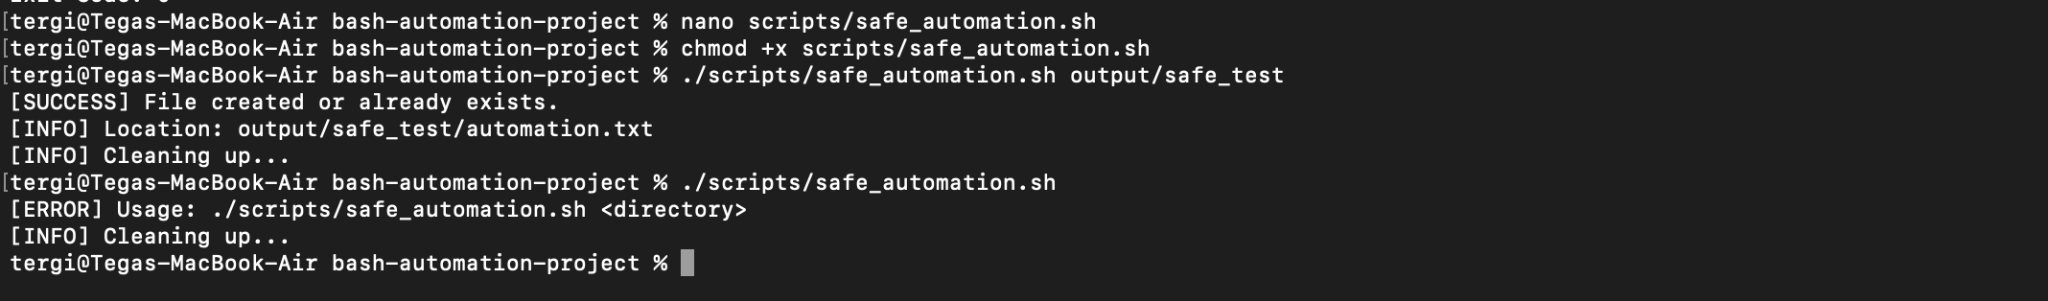 [tergi@Tegas-MacBook-Air bash-automation-project % nano scripts/safe_automation.sh
[tergi@Tegas-MacBook-Air bash-automation-project % chmod +x scripts/safe_automation.sh
[tergi@Tegas-MacBook-Air bash-automation-project % ./scripts/safe_automation.sh output/safe_test
[SUCCESS] File created or already exists.
[INFO] Location: output/safe_test/automation.txt
[INFO] Cleaning up...
[tergi@Tegas-MacBook-Air bash-automation-project % ./scripts/safe_automation.sh
[ERROR] Usage: ./scripts/safe_automation.sh <directory>
[INFO] Cleaning up...
tergi@Tegas-MacBook-Air bash-automation-project %